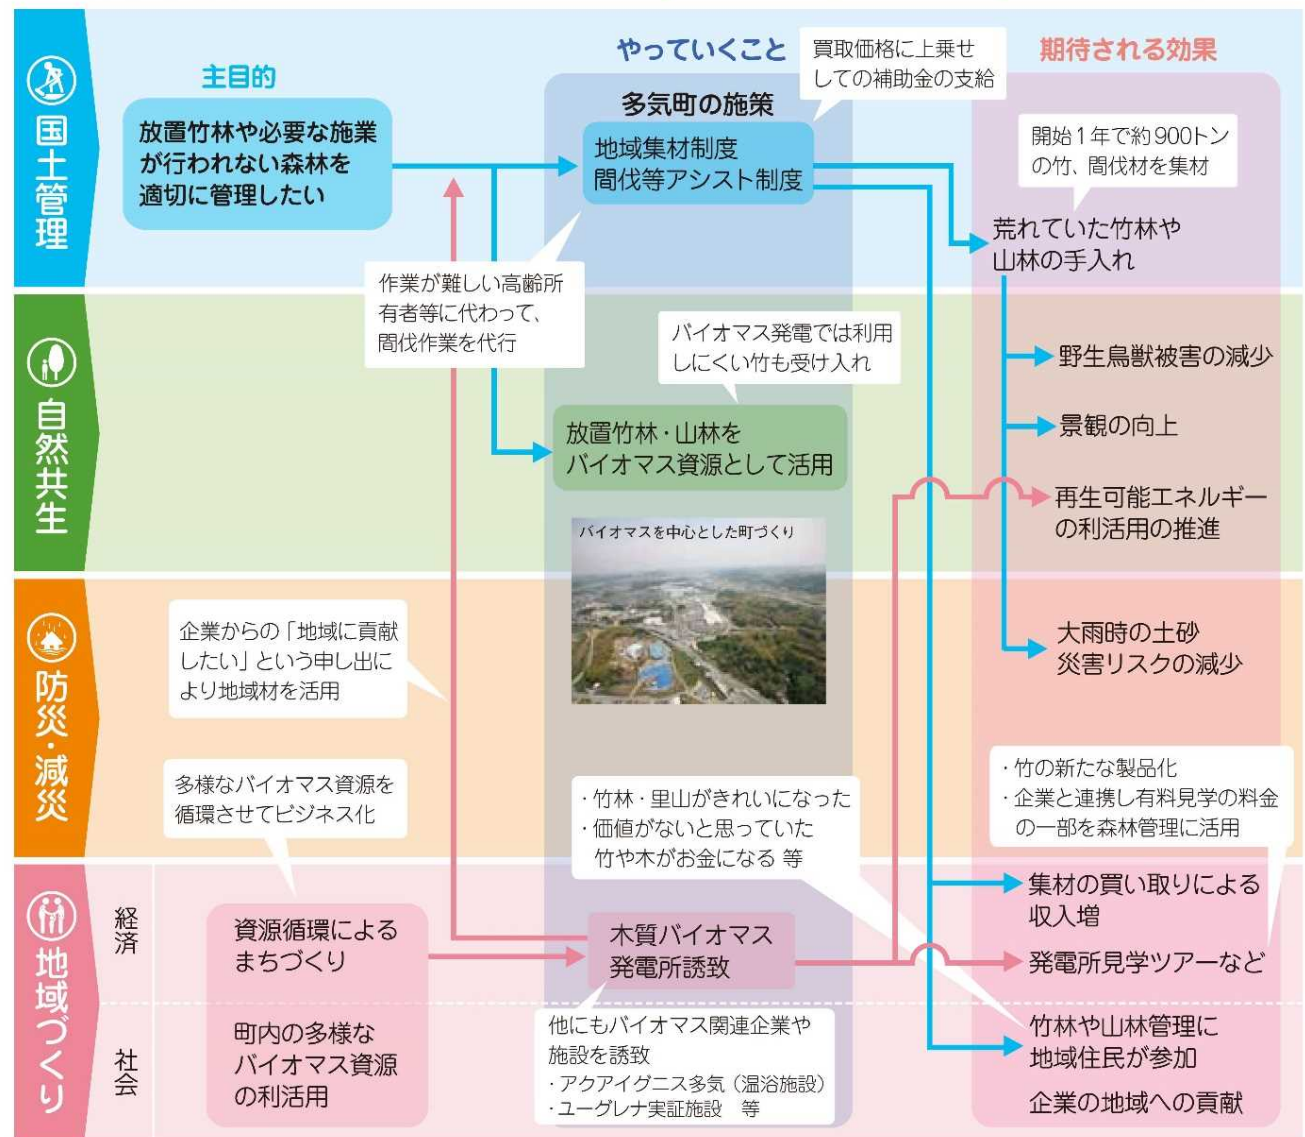 国土管理
主目的
放置竹林や必要な施業
が行われない森林を
適切に管理したい
やっていくこと
多気町の施策
地域集材制度
間伐等アシスト制度
買取価格に上乗せ
しての補助金の支給
作業が難しい高齢所
有者等に代わって、
間伐作業を代行
期待される効果
開始1年で約900トン
の竹、間伐材を集材
荒れていた竹林や
山林の手入れ
自然共生
バイオマス発電では利用
しにくい竹も受け入れ
放置竹林・山林を
バイオマス資源として活用
バイオマスを中心とした町づくり
野生鳥獣被害の減少
景観の向上
再生可能エネルギー
の利活用の推進
防災・減災
企業からの「地域に貢献
したい」という申し出に
より地域材を活用
多様なバイオマス資源を
循環させてビジネス化
・竹林・里山がきれいになった
・価値がないと思っていた
竹や木がお金になる 等
大雨時の土砂
災害リスクの減少
・竹の新たな製品化
・企業と連携し有料見学の料金
の一部を森林管理に活用
地域づくり
経済
資源循環による
まちづくり
木質バイオマス
発電所誘致
集材の買い取りによる
収入増
発電所見学ツアーなど
社会
町内の多様な
バイオマス資源
の利活用
他にもバイオマス関連企業や
施設を誘致
・アクアイグニス多気（温浴施設）
・ユーグレナ実証施設 等
竹林や山林管理に
地域住民が参加
企業の地域への貢献